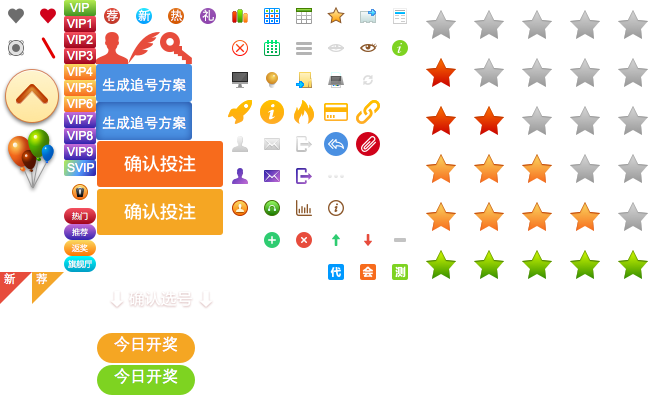 VIP
VIP1
VIP2
VIP3
VIP4
VIP5
VIP6
VIP7
VIP8
VIP9
SVIP
荐 新 热 礼
生成追号方案
生成追号方案
确认投注
确认投注
热门
推荐
返奖
旗舰厅
新 荐
确认选号
今日开奖
今日开奖
代 会 测